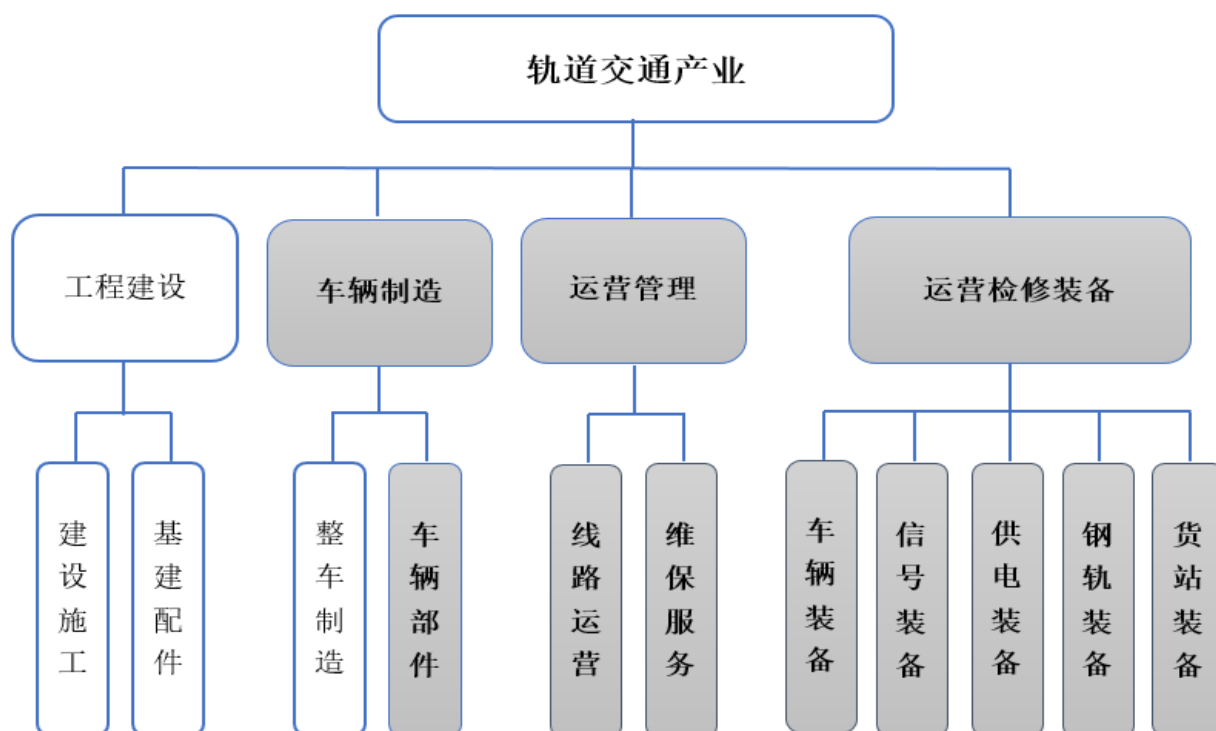 轨道交通产业
工程建设
车辆制造
运营管理
运营检修装备
建设施工
基建配件
整车制造
车辆部件
线路运营
维保服务
车辆装备
信号装备
供电装备
钢轨装备
货站装备